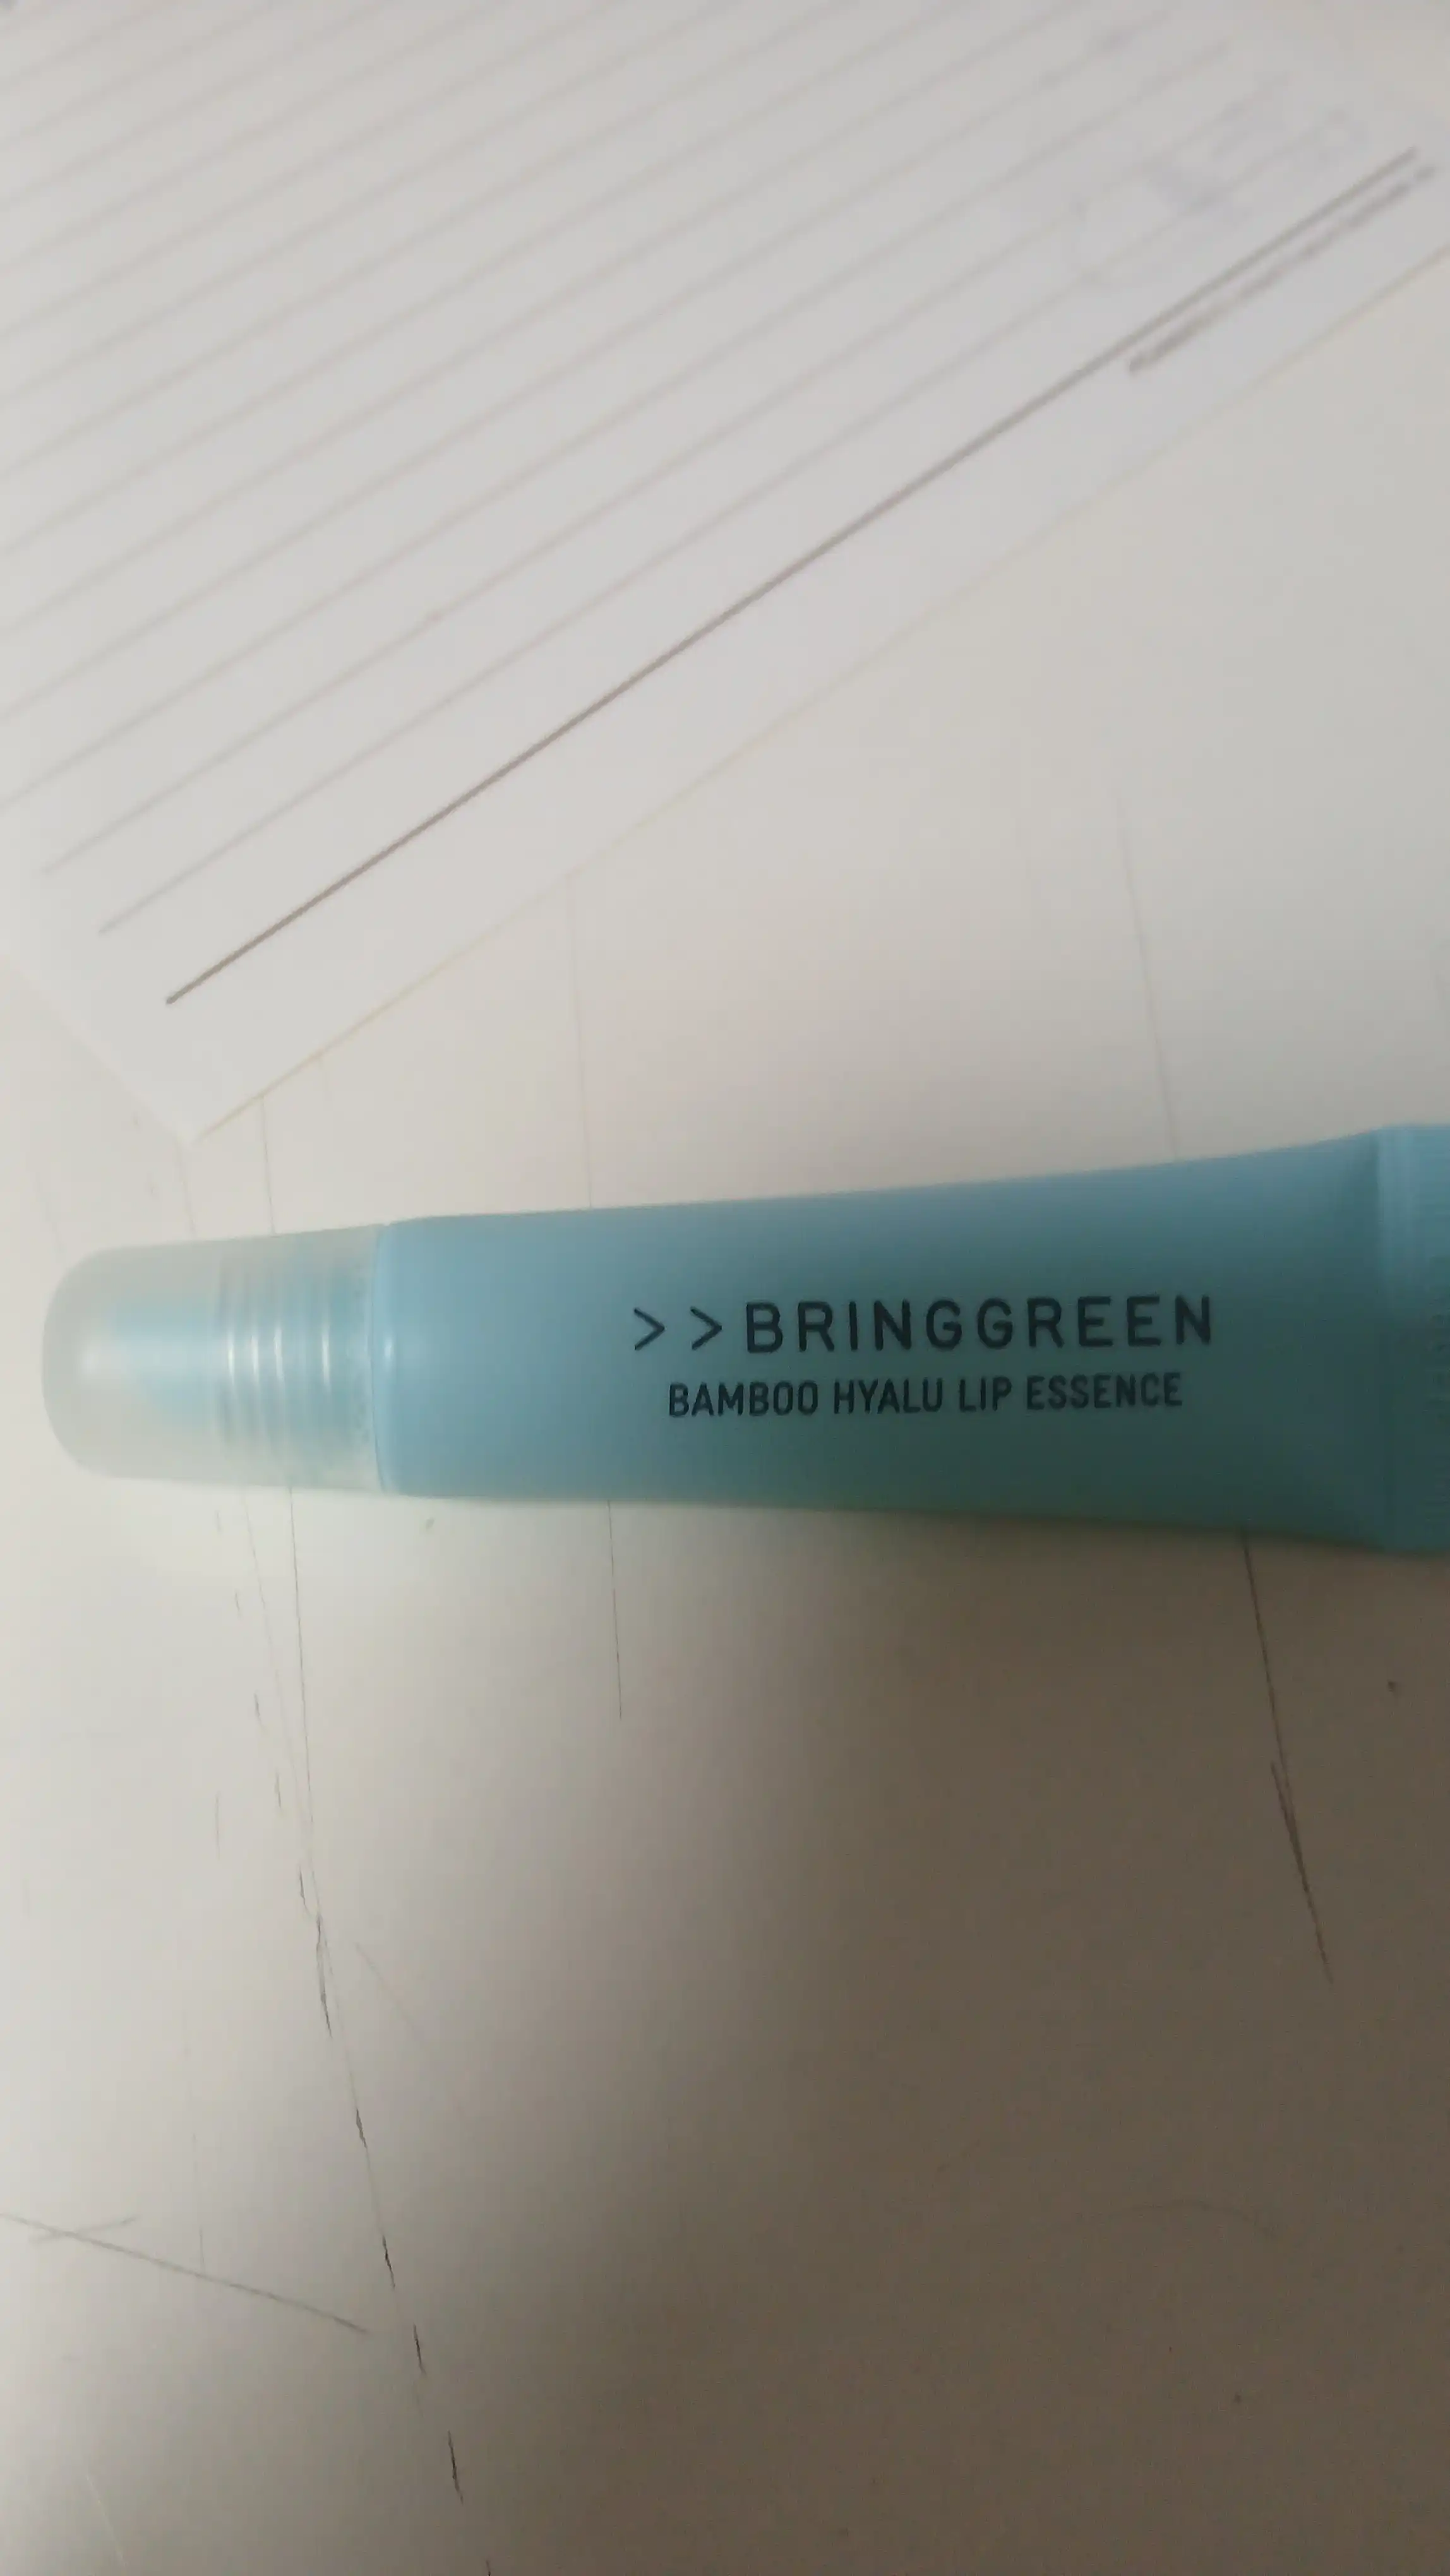 >>BRINGGREEN
BAMBOO HYALU LIP ESSENCE